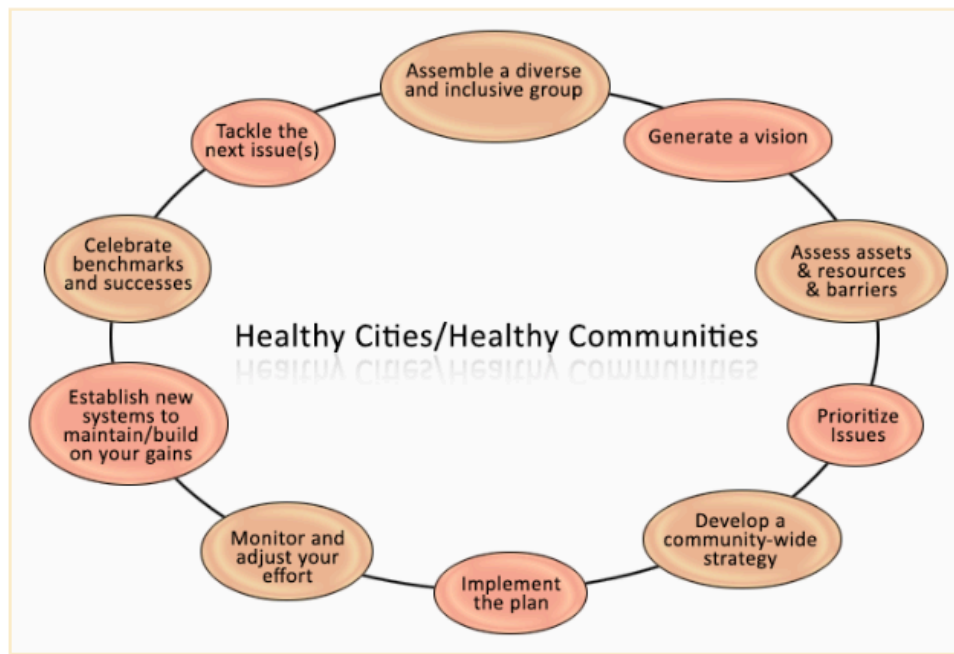 Assemble a diverse
and inclusive group
Generate a vision
Assess assets
& resources
& barriers
Prioritize
Issues
Develop a
community-wide
strategy
Implement
the plan
Monitor and
adjust your
effort
Establish new
systems to
maintain/build
on your gains
Celebrate
benchmarks
and successes
Tackle the
next issue(s)
Healthy Cities/Healthy Communities